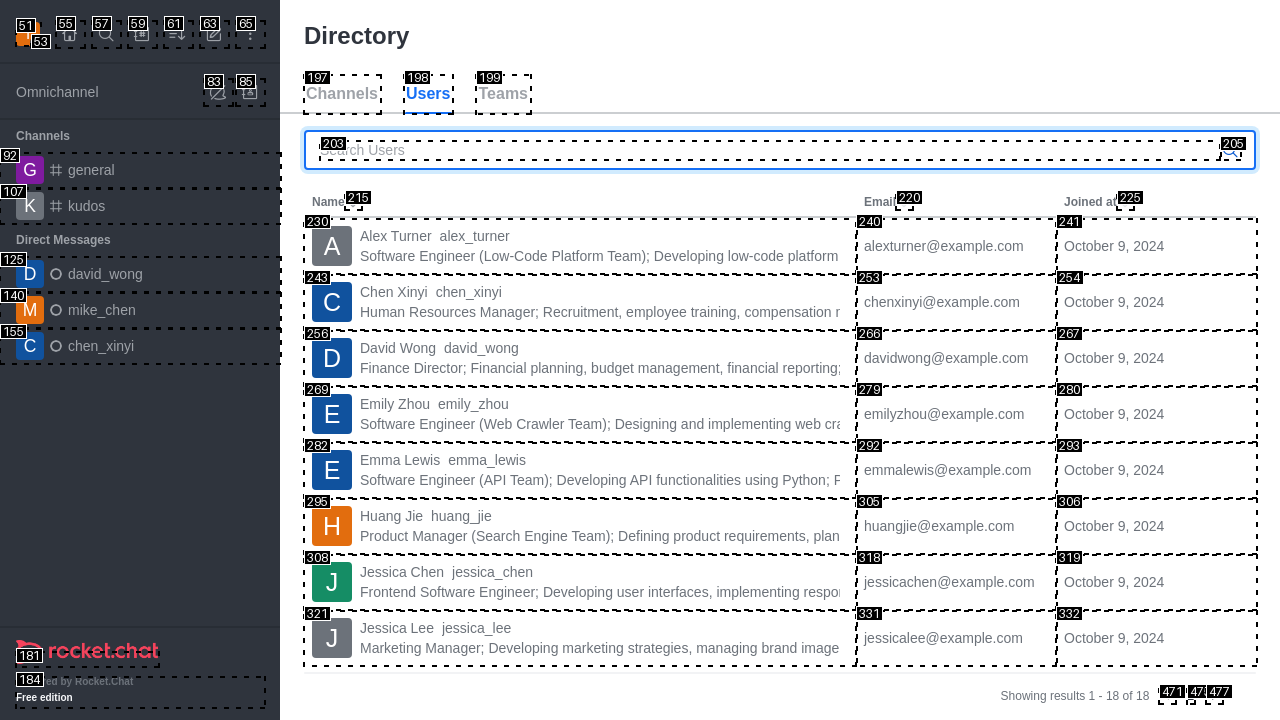 51
53
55
57
59
61
63
65
Directory
Omnichannel
83
85
197
Channels
198
Users
199
Teams
Channels
203
Search Users
205
92
G
general
107
K
kudos
Direct Messages
125
D
david_wong
140
M
mike_chen
155
C
chen_xinyi
Name
215
Email
220
Joined at
225
230
A
Alex Turner alex_turner
Software Engineer (Low-Code Platform Team); Developing low-code platform
240
alexturner@example.com
241
October 9, 2024
243
C
Chen Xinyi chen_xinyi
Human Resources Manager; Recruitment, employee training, compensation
253
chenxinyi@example.com
254
October 9, 2024
256
D
David Wong david_wong
Finance Director; Financial planning, budget management, financial reporting;
266
davidwong@example.com
267
October 9, 2024
269
E
Emily Zhou emily_zhou
Software Engineer (Web Crawler Team); Designing and implementing web
279
emilyzhou@example.com
280
October 9, 2024
282
E
Emma Lewis emma_lewis
Software Engineer (API Team); Developing API functionalities using Python;
292
emmalewis@example.com
293
October 9, 2024
295
H
Huang Jie huang_jie
Product Manager (Search Engine Team); Defining product requirements, plan
305
huangjie@example.com
306
October 9, 2024
308
J
Jessica Chen jessica_chen
Frontend Software Engineer; Developing user interfaces, implementing
318
jessicachen@example.com
319
October 9, 2024
321
J
Jessica Lee jessica_lee
Marketing Manager; Developing marketing strategies, managing brand image
331
jessicalee@example.com
332
October 9, 2024
rocket.chat
181
184
by Rocket.Chat
Free edition
Showing results 1 - 18 of 18
471
477